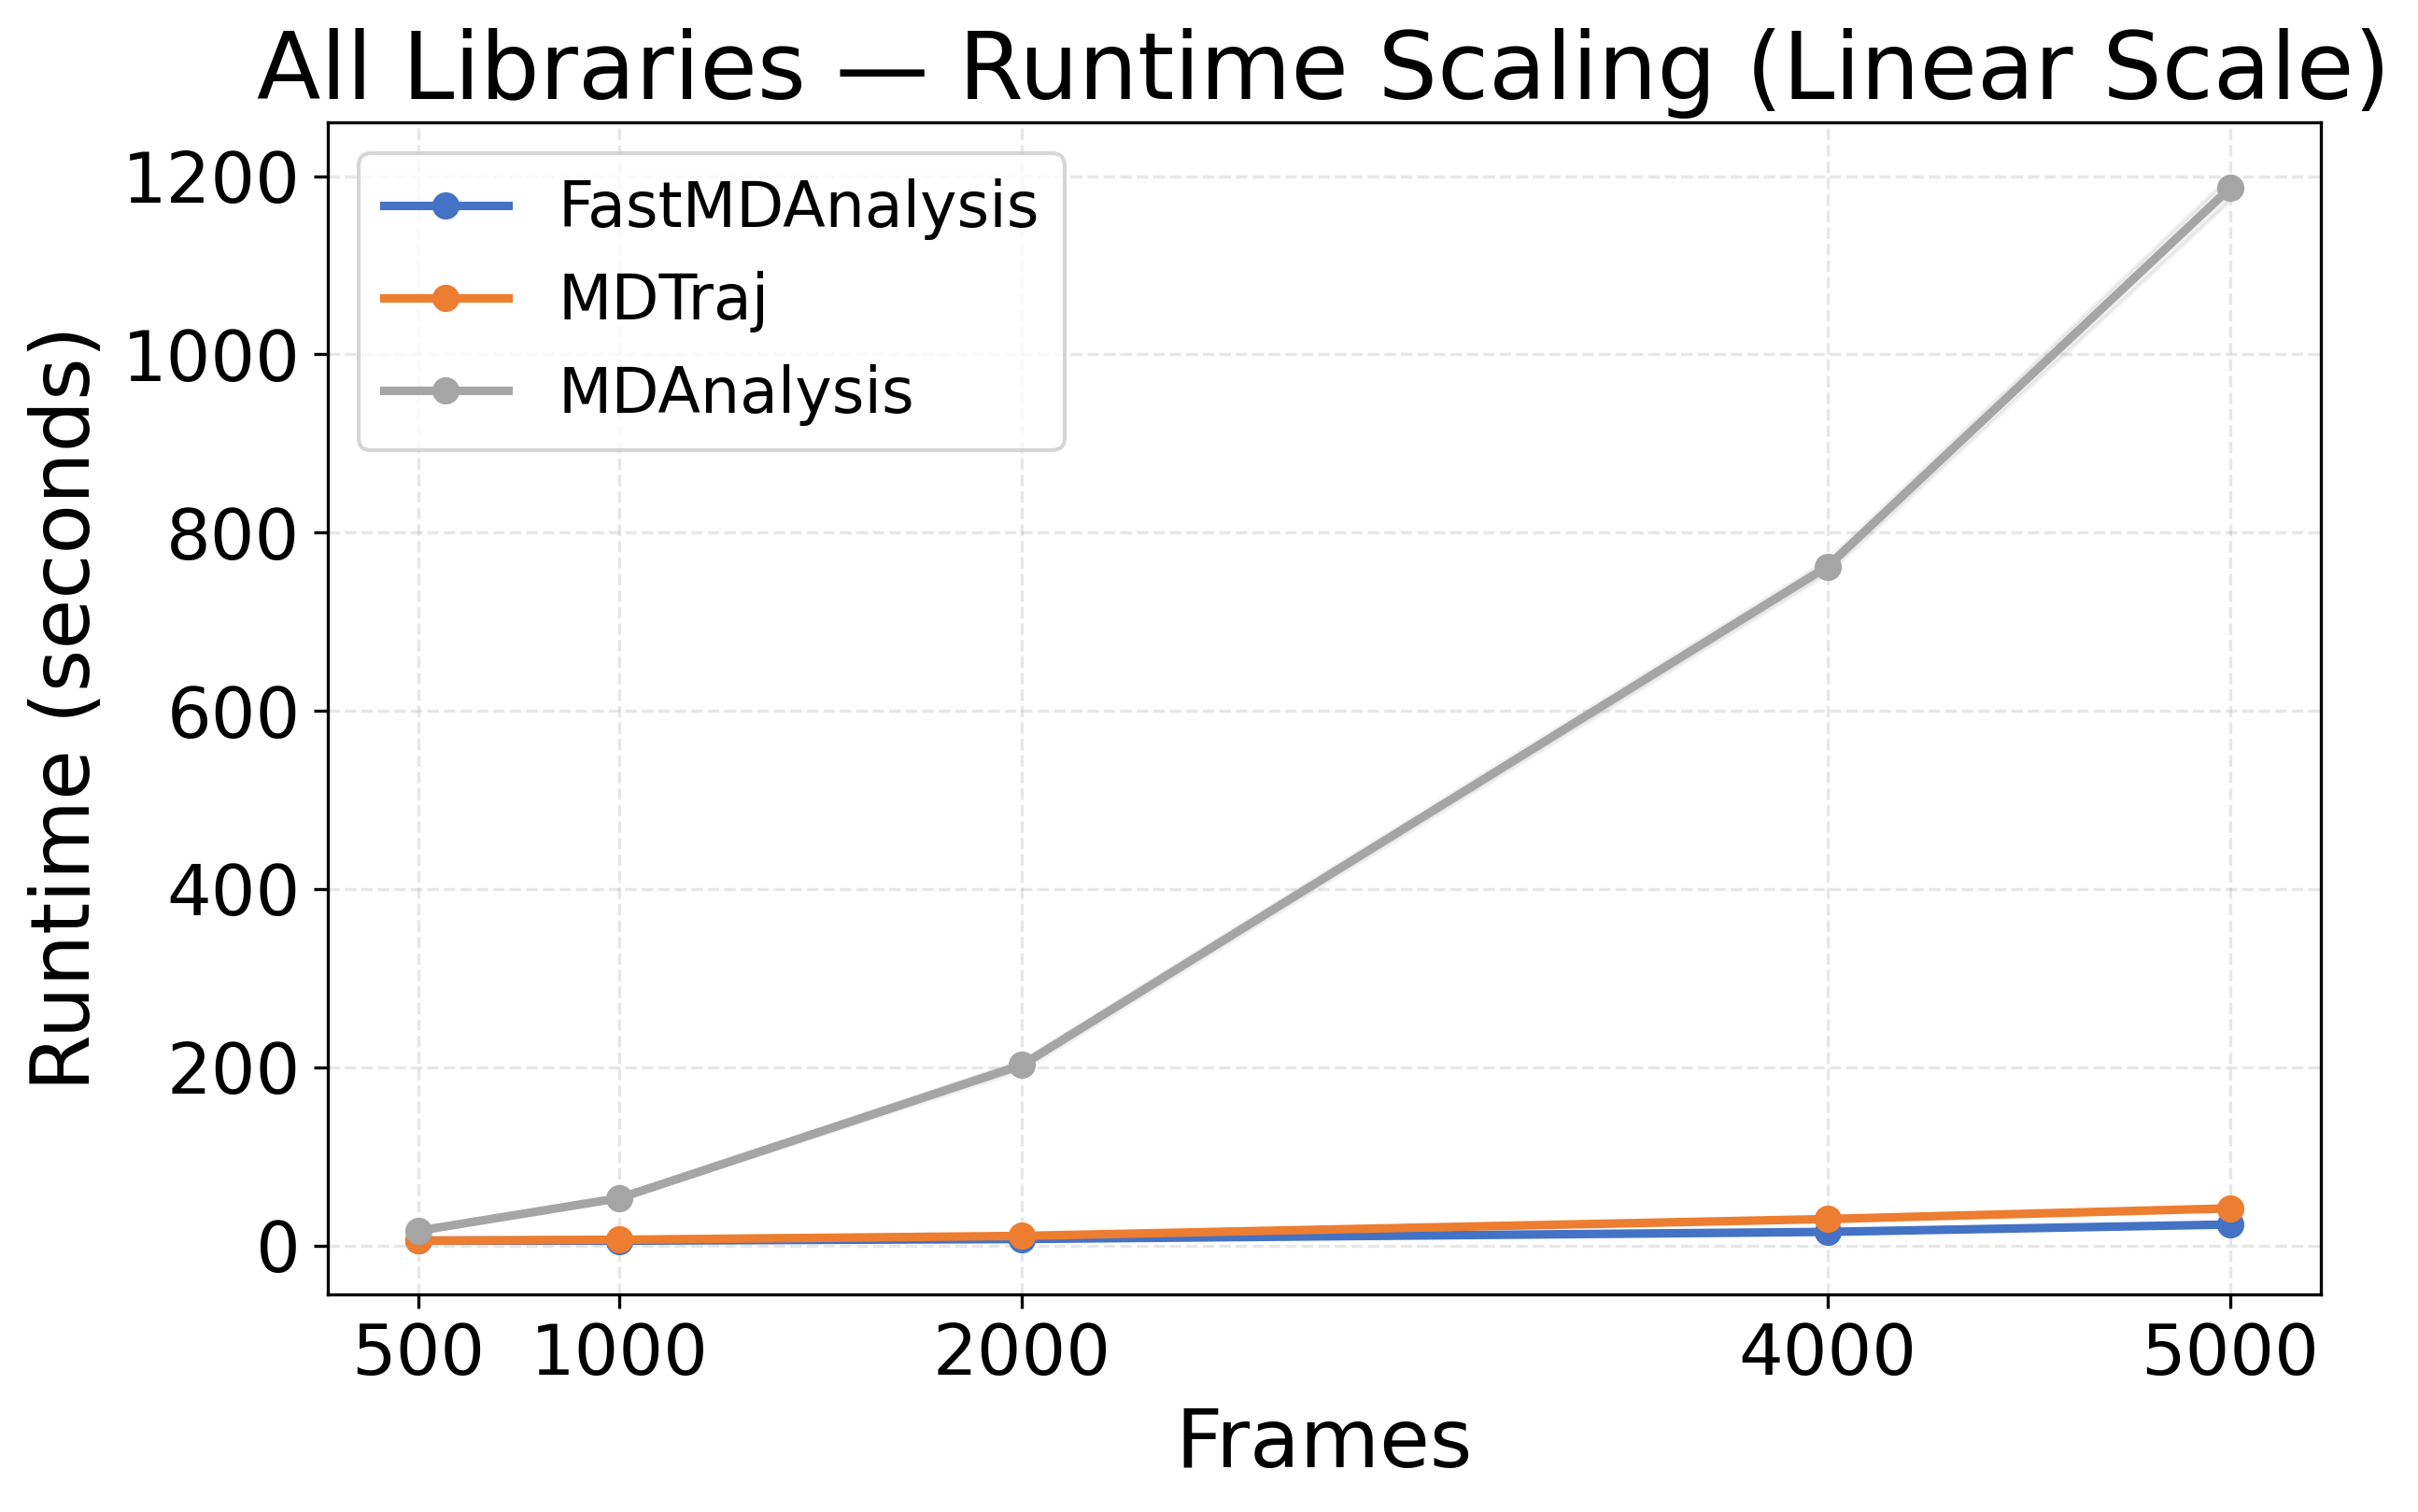 All Libraries — Runtime Scaling (Linear Scale)
Runtime (seconds)
1200
1000
800
600
400
200
0
FastMDAnalysis
MDTraj
MDAnalysis
500 1000 2000 4000 5000
Frames